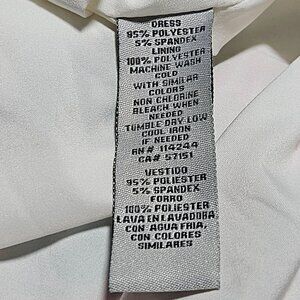 DRESS
95% POLYESTER
5% SPANDEX
LINING
100% POLYESTER
MACHINE WASH
COLD
WITH SIMILAR
COLORS
NON CHLORINE
BLEACH WHEN
NEEDED
TUMBLE DRY LOW
COOL IRON
IF NEEDED
RN# 114244
CA# 57151
VESTIDO
95% POLIESTER
5% SPANDEX
FORRO
100% POLIESTER
LAVA EN LAVADORA
CON AGUA FRIA,
CON COLORES
SIMILARES